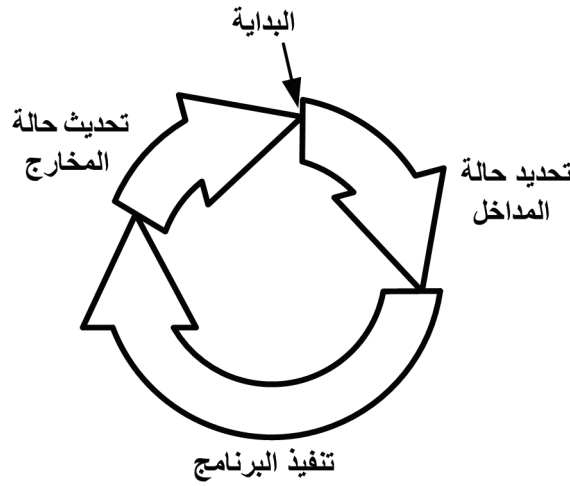 البداية
تحديد حالة
المداخل
تنفيذ البرنامج
تحديث حالة
المخارج